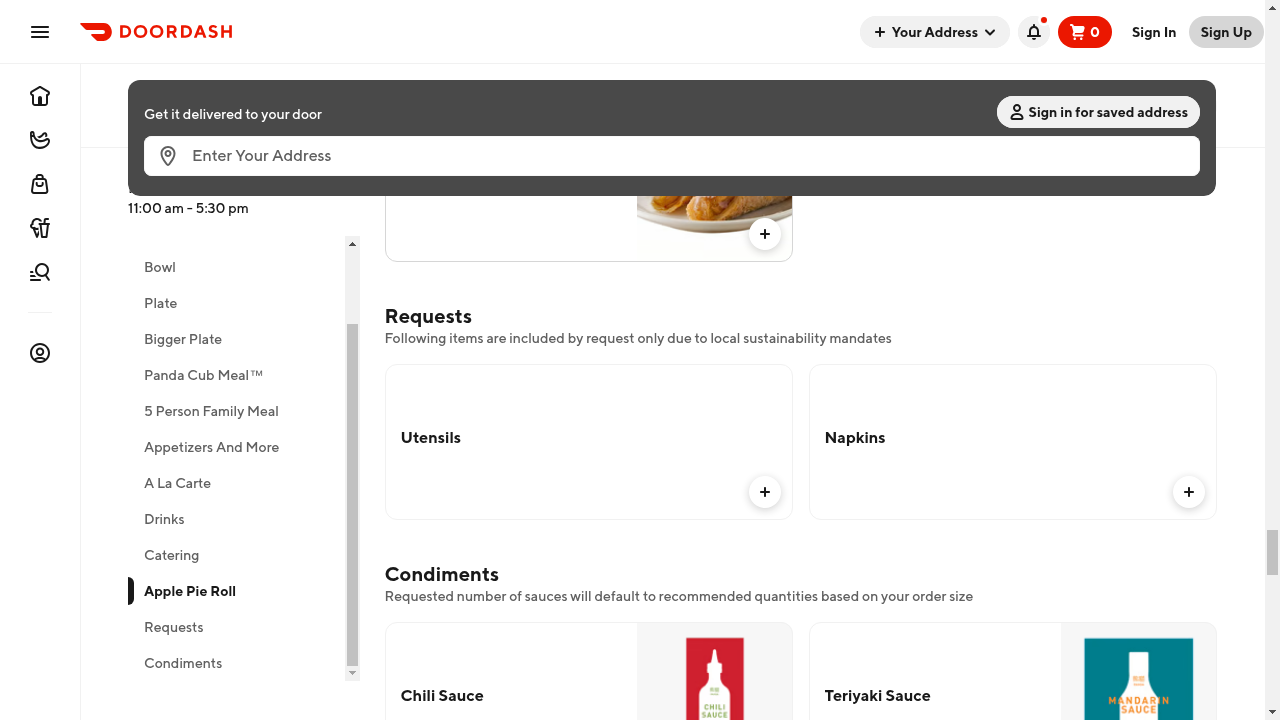 DOORDASH
Your Address
0
Sign In
Sign Up
Get it delivered to your door
Sign in for saved address
Enter Your Address
11:00 am - 5:30 pm
Bowl
Plate
Bigger Plate
Panda Cub Meal™
5 Person Family Meal
Appetizers And More
A La Carte
Drinks
Catering
Apple Pie Roll
Requests
Condiments
Requests
Following items are included by request only due to local sustainability mandates
Utensils
Napkins
Condiments
Requested number of sauces will default to recommended quantities based on your order size
Chili Sauce
CHILI
SAUCE
Teriyaki Sauce
MANDARIN
SAUCE